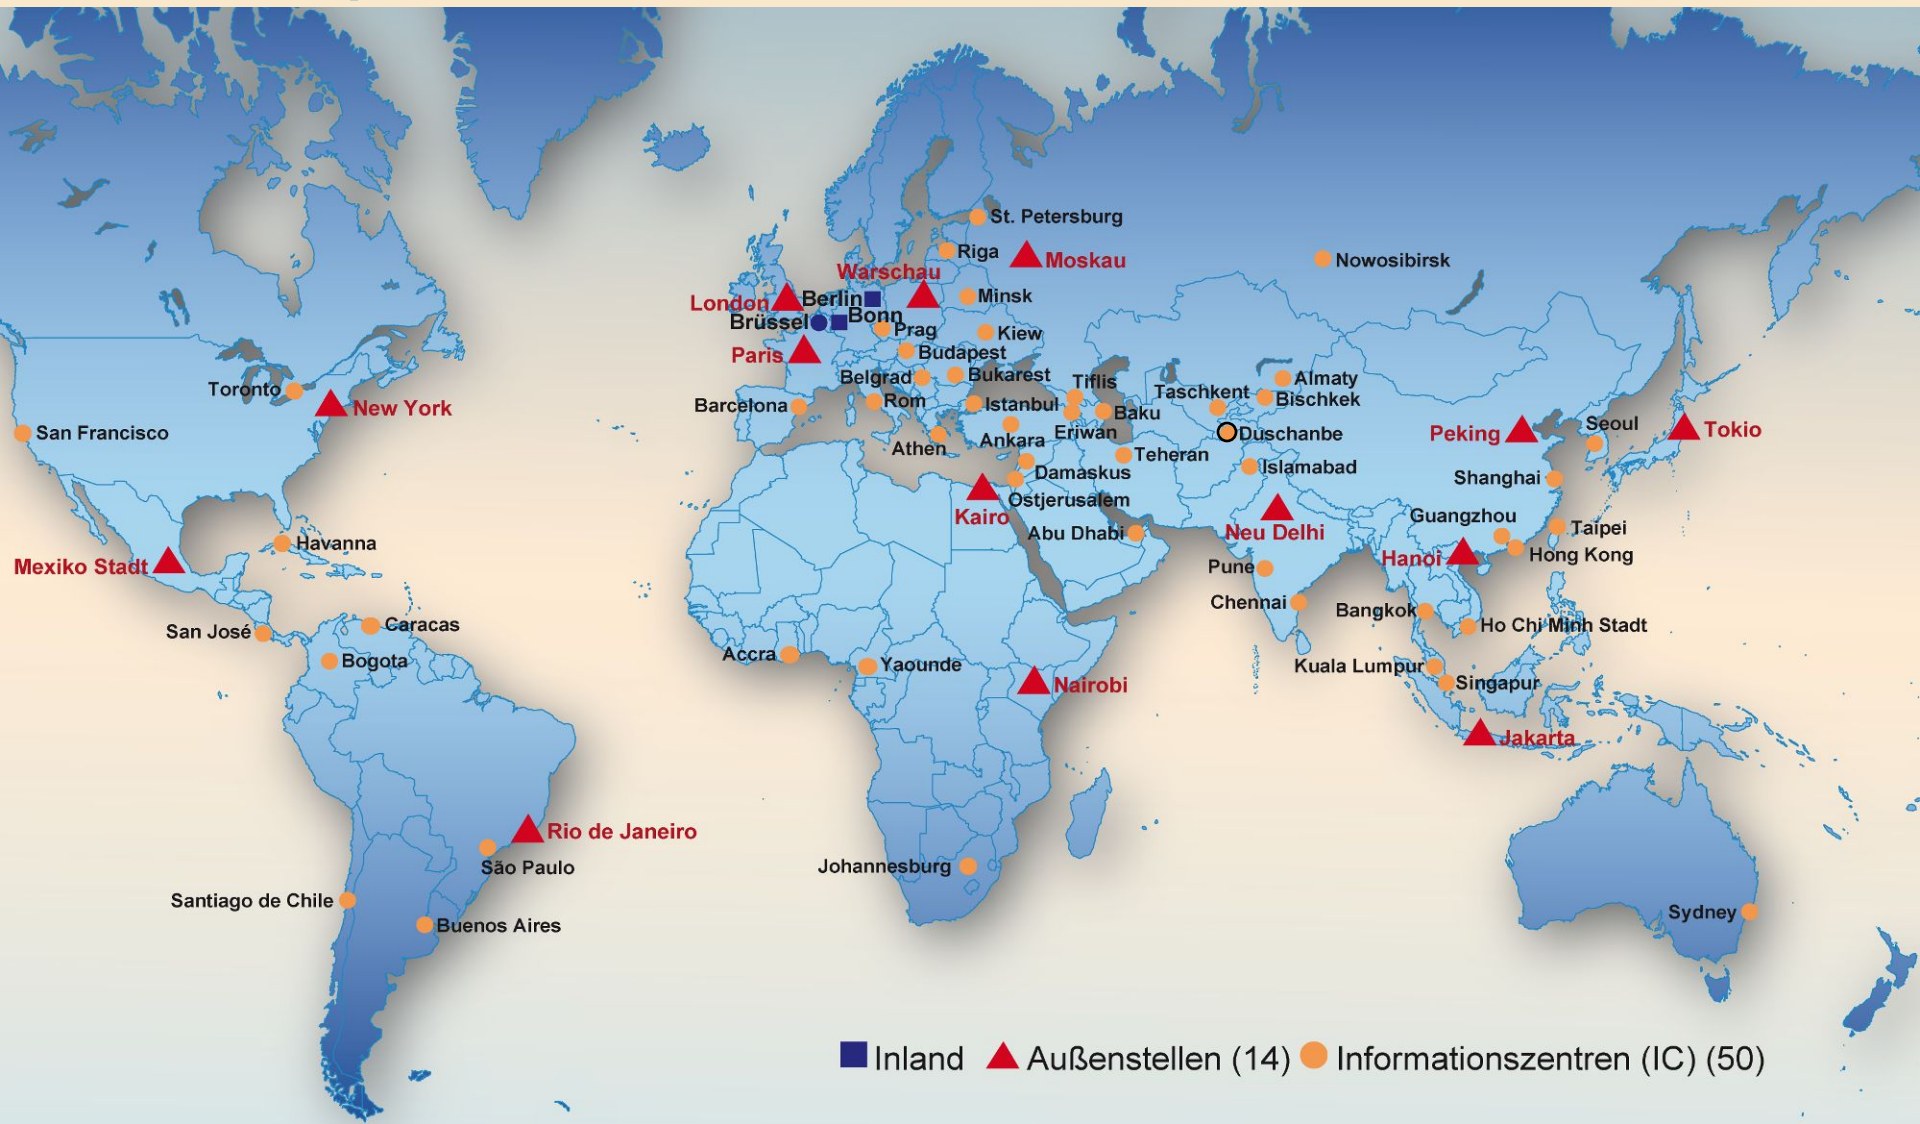 St. Petersburg
Riga
Moskau
Nowosibirsk
Warschau
London
Berlin
Minsk
Brüssel
Bonn
Prag
Kiew
Paris
Budapest
Belgrad
Bukarest
Tiflis
Almaty
Toronto
Taschkent
Bischkek
New York
Barcelona
Rom
Istanbul
Baku
San Francisco
Athen
Ankara
Eriwan
Duschanbe
Peking
Seoul
Tokio
Teheran
Damaskus
Islamabad
Shanghai
Ostjerusalem
Kairo
Abu Dhabi
Neu Delhi
Guangzhou
Taipei
Havanna
Hanoi
Hong Kong
Mexiko Stadt
Pune
Chennai
Bangkok
San José
Caracas
Ho Chi Minh Stadt
Bogota
Accra
Yaounde
Kuala Lumpur
Nairobi
Singapur
Jakarta
Rio de Janeiro
São Paulo
Johannesburg
Santiago de Chile
Buenos Aires
Sydney
Inland Außenstellen (14) Informationszentren (IC) (50)